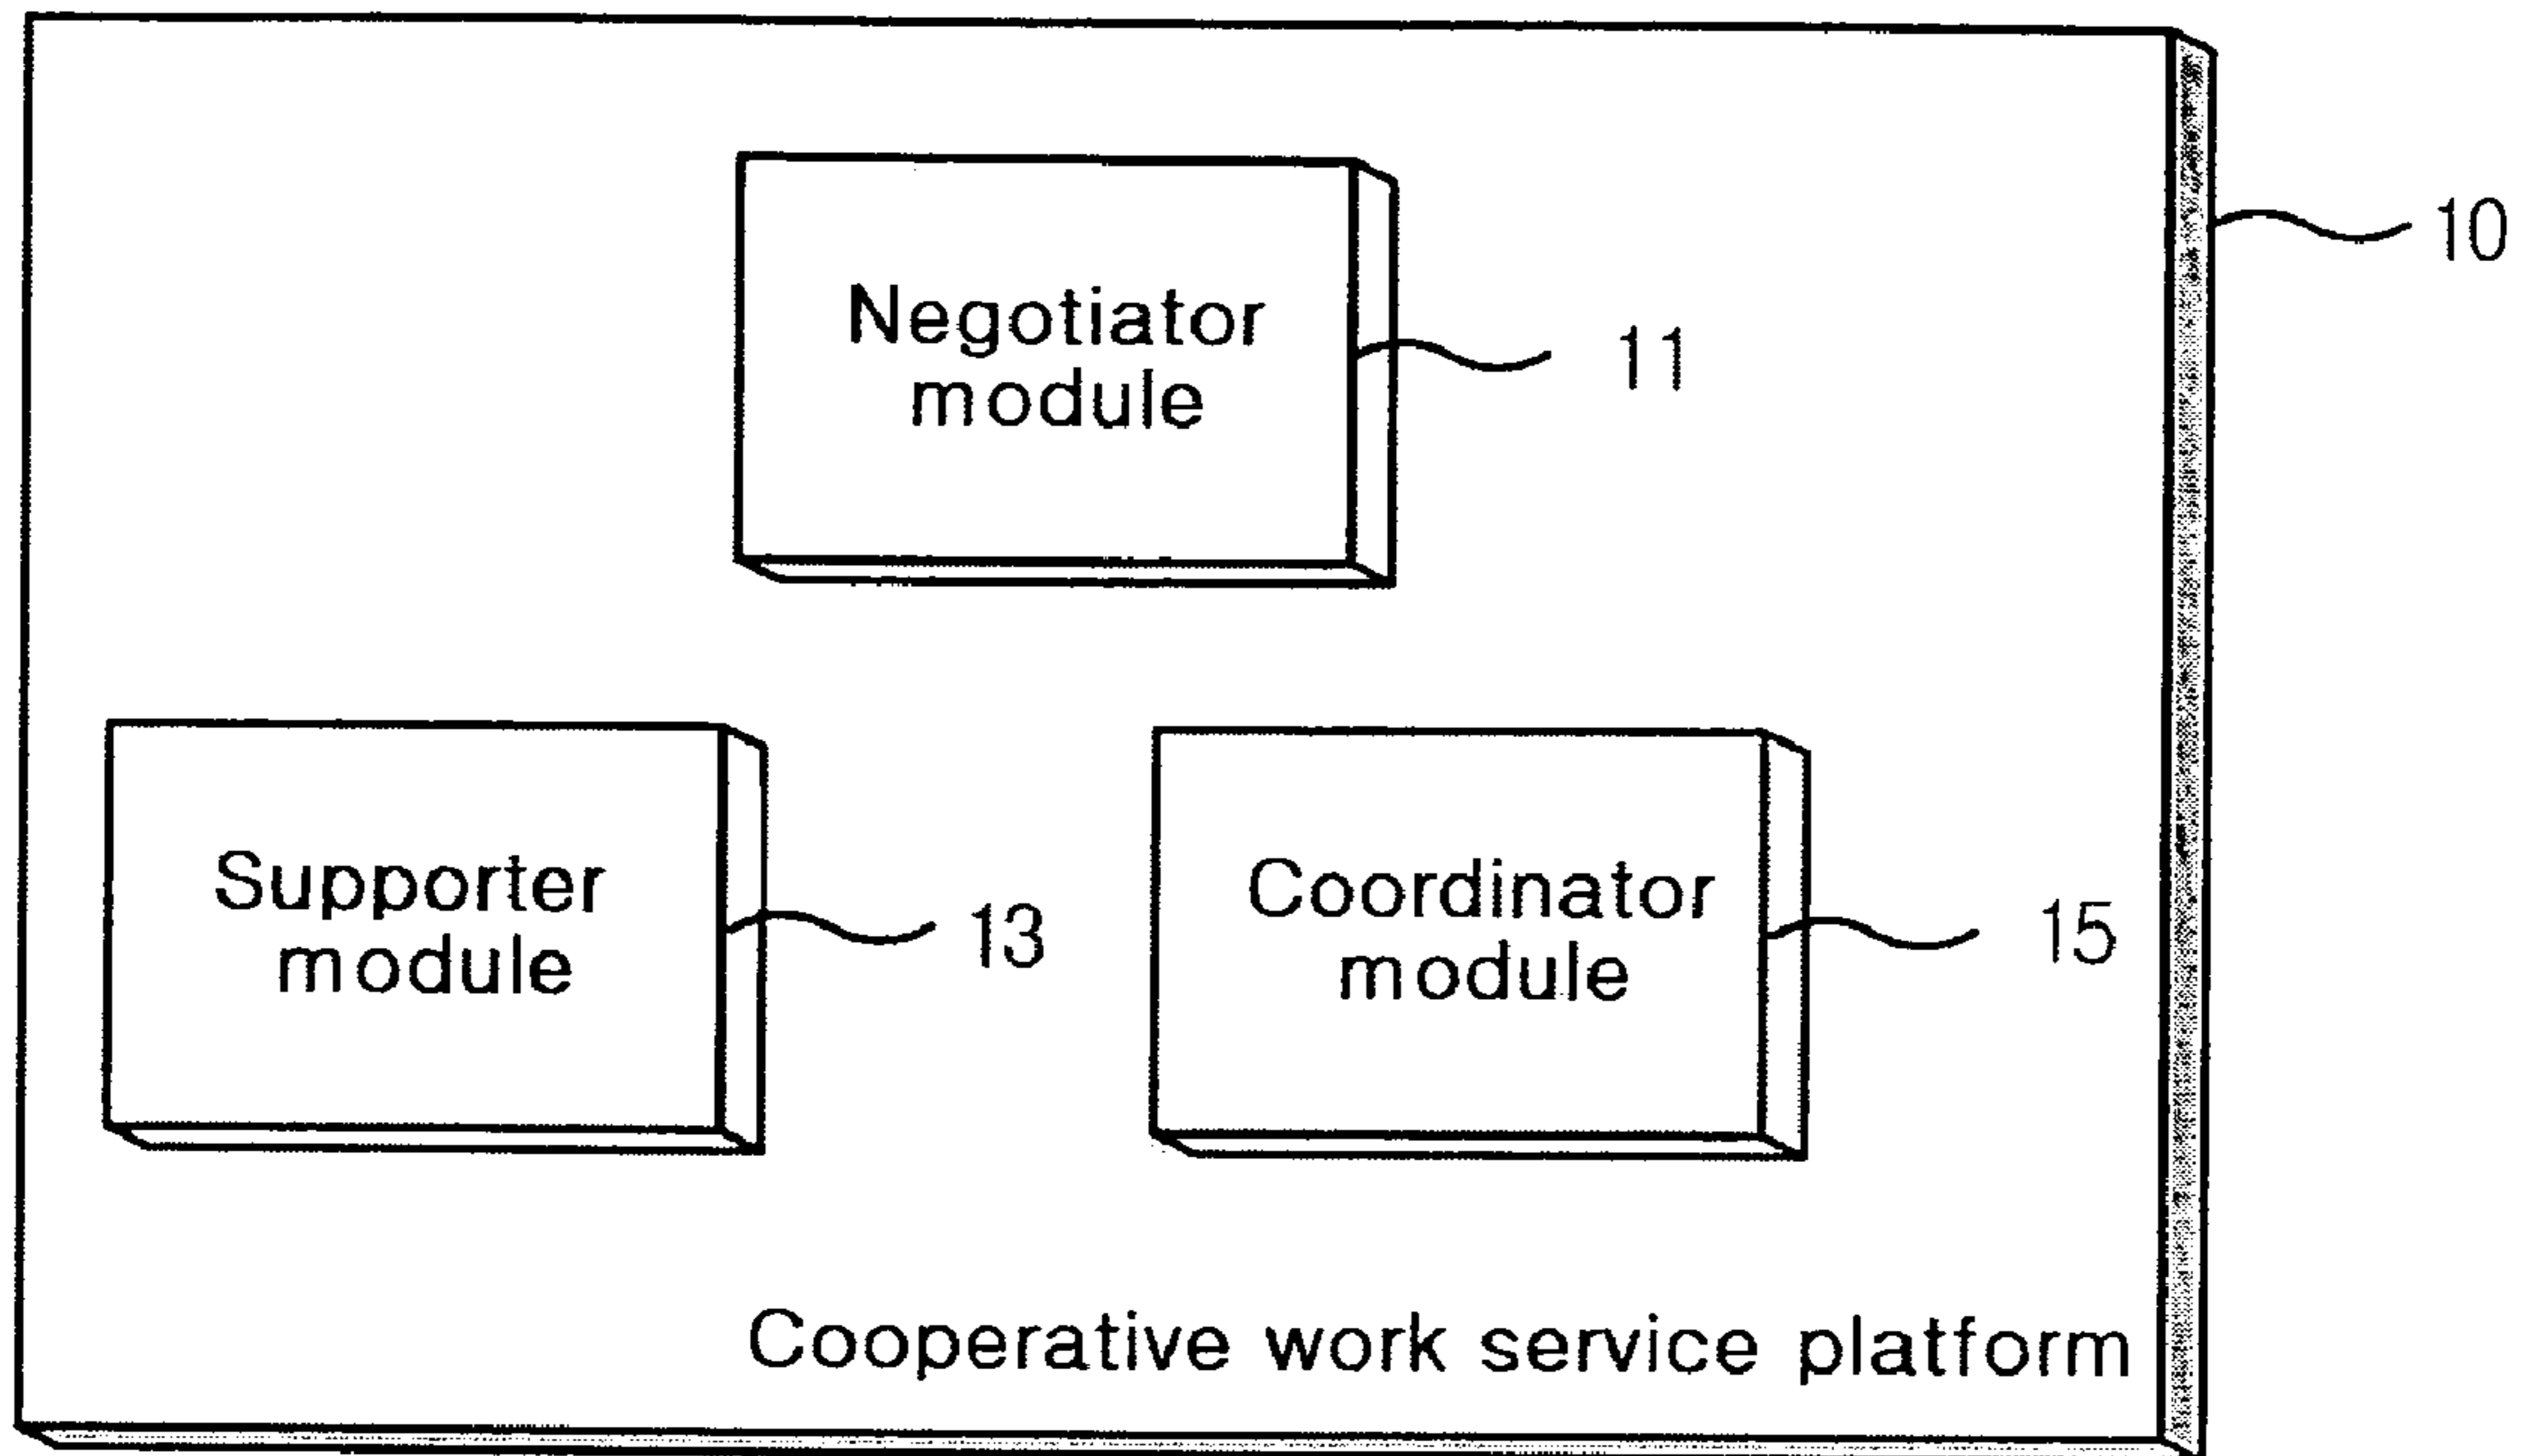 10
Negotiator
module
11
Supporter
module
13
Coordinator
module
15
Cooperative work service platform